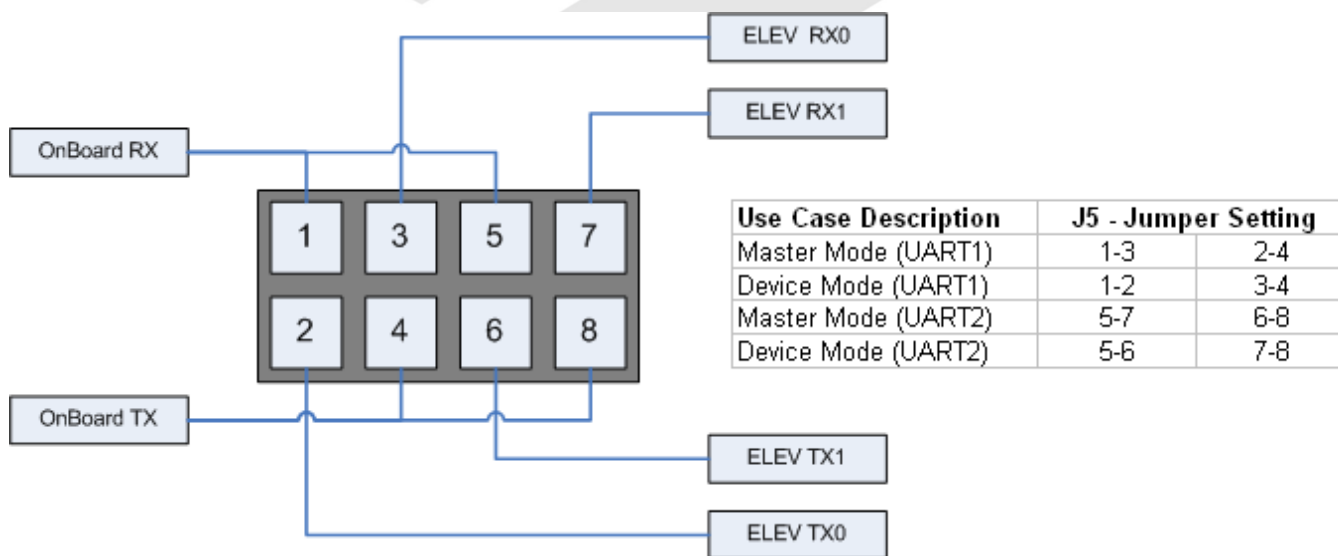 ELEV RX0
ELEV RX1
OnBoard RX
1 3 5 7
2 4 6 8
OnBoard TX
ELEV TX1
ELEV TX0
Use Case Description J5 - Jumper Setting
Master Mode (UART1) 1-3 2-4
Device Mode (UART1) 1-2 3-4
Master Mode (UART2) 5-7 6-8
Device Mode (UART2) 5-6 7-8